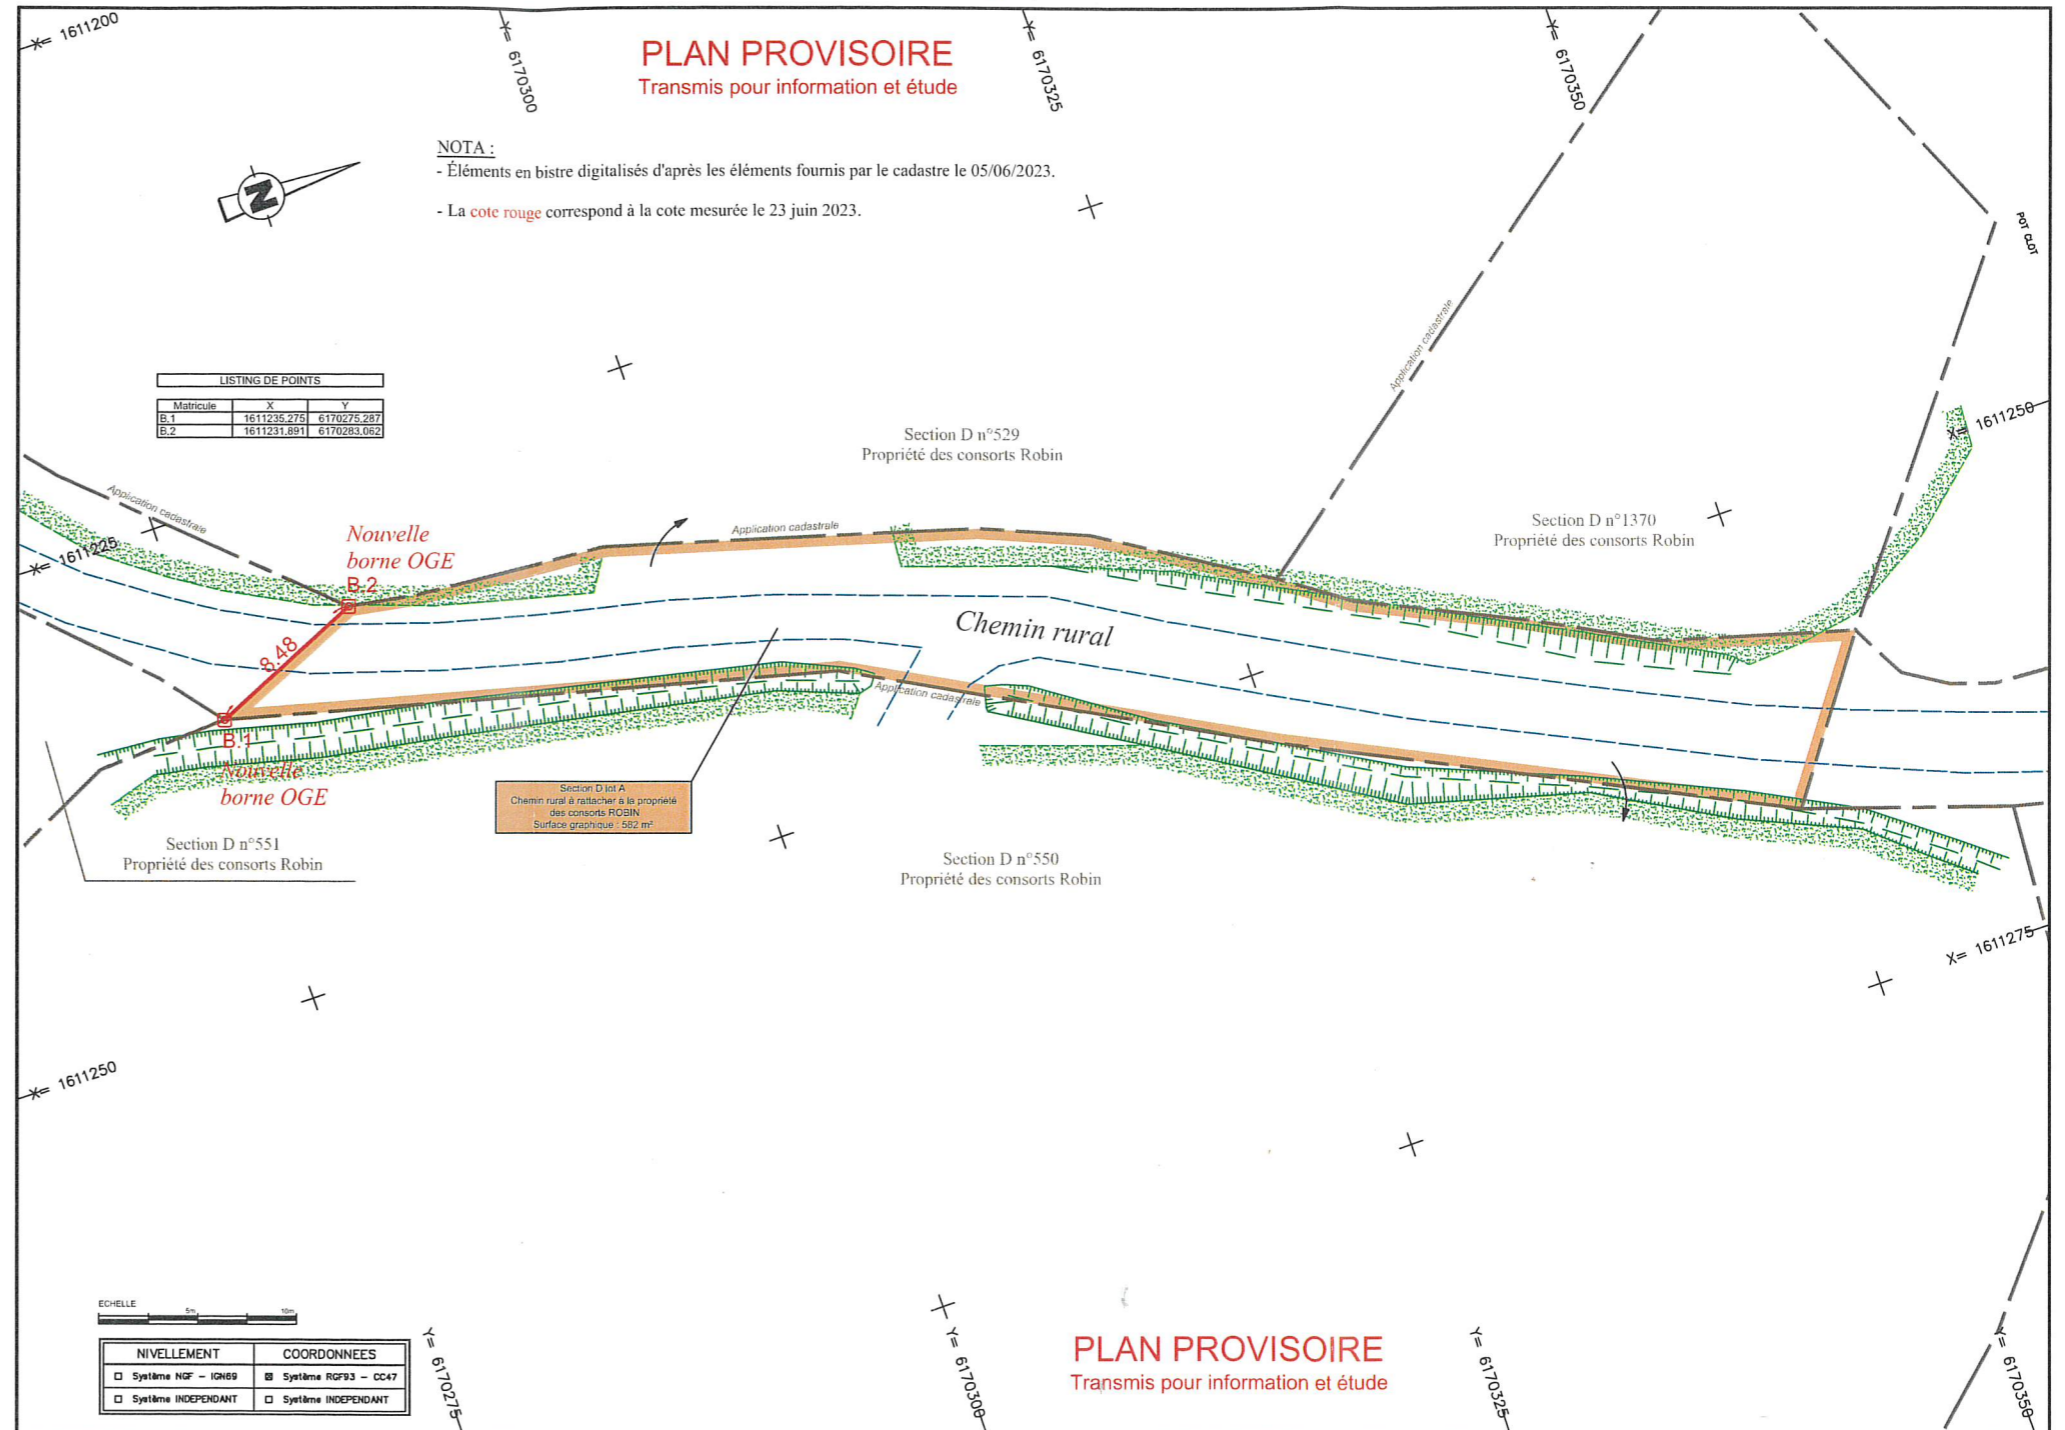 X= 1611200
Y= 6170300
Y= 6170325
Y= 6170350
PLAN PROVISOIRE
Transmis pour information et étude
NOTA :
- Éléments en bistre digitalisés d'après les éléments fournis par le cadastre le 05/06/2023.
- La cote rouge correspond à la cote mesurée le 23 juin 2023.
N
POT CLOT
Application cadastrale
LISTING DE POINTS
Matricule X Y
B.1 1611235,275 6170275,287
B.2 1611231,891 6170283,062
X= 1611250
Section D n°529
Propriété des consorts Robin
Section D n°1370
Propriété des consorts Robin
Application cadastrale
Application cadastrale
X= 1611225
Nouvelle
borne OGE
B.2
8.48
Chemin rural
Application cadastrale
B.1
Nouvelle
borne OGE
Section D lot A
Chemin rural à rattacher à la propriété
des consorts ROBIN
Surface graphique : 582 m²
Section D n°551
Propriété des consorts Robin
Section D n°550
Propriété des consorts Robin
X= 1611275
X= 1611250
ECHELLE
5m 10m
NIVELLEMENT COORDONNEES
Système NGF - IGN69 Système RGF93 - CC47
Système INDEPENDANT Système INDEPENDANT
Y= 6170275
Y= 6170300
PLAN PROVISOIRE
Transmis pour information et étude
Y= 6170325
Y= 6170350